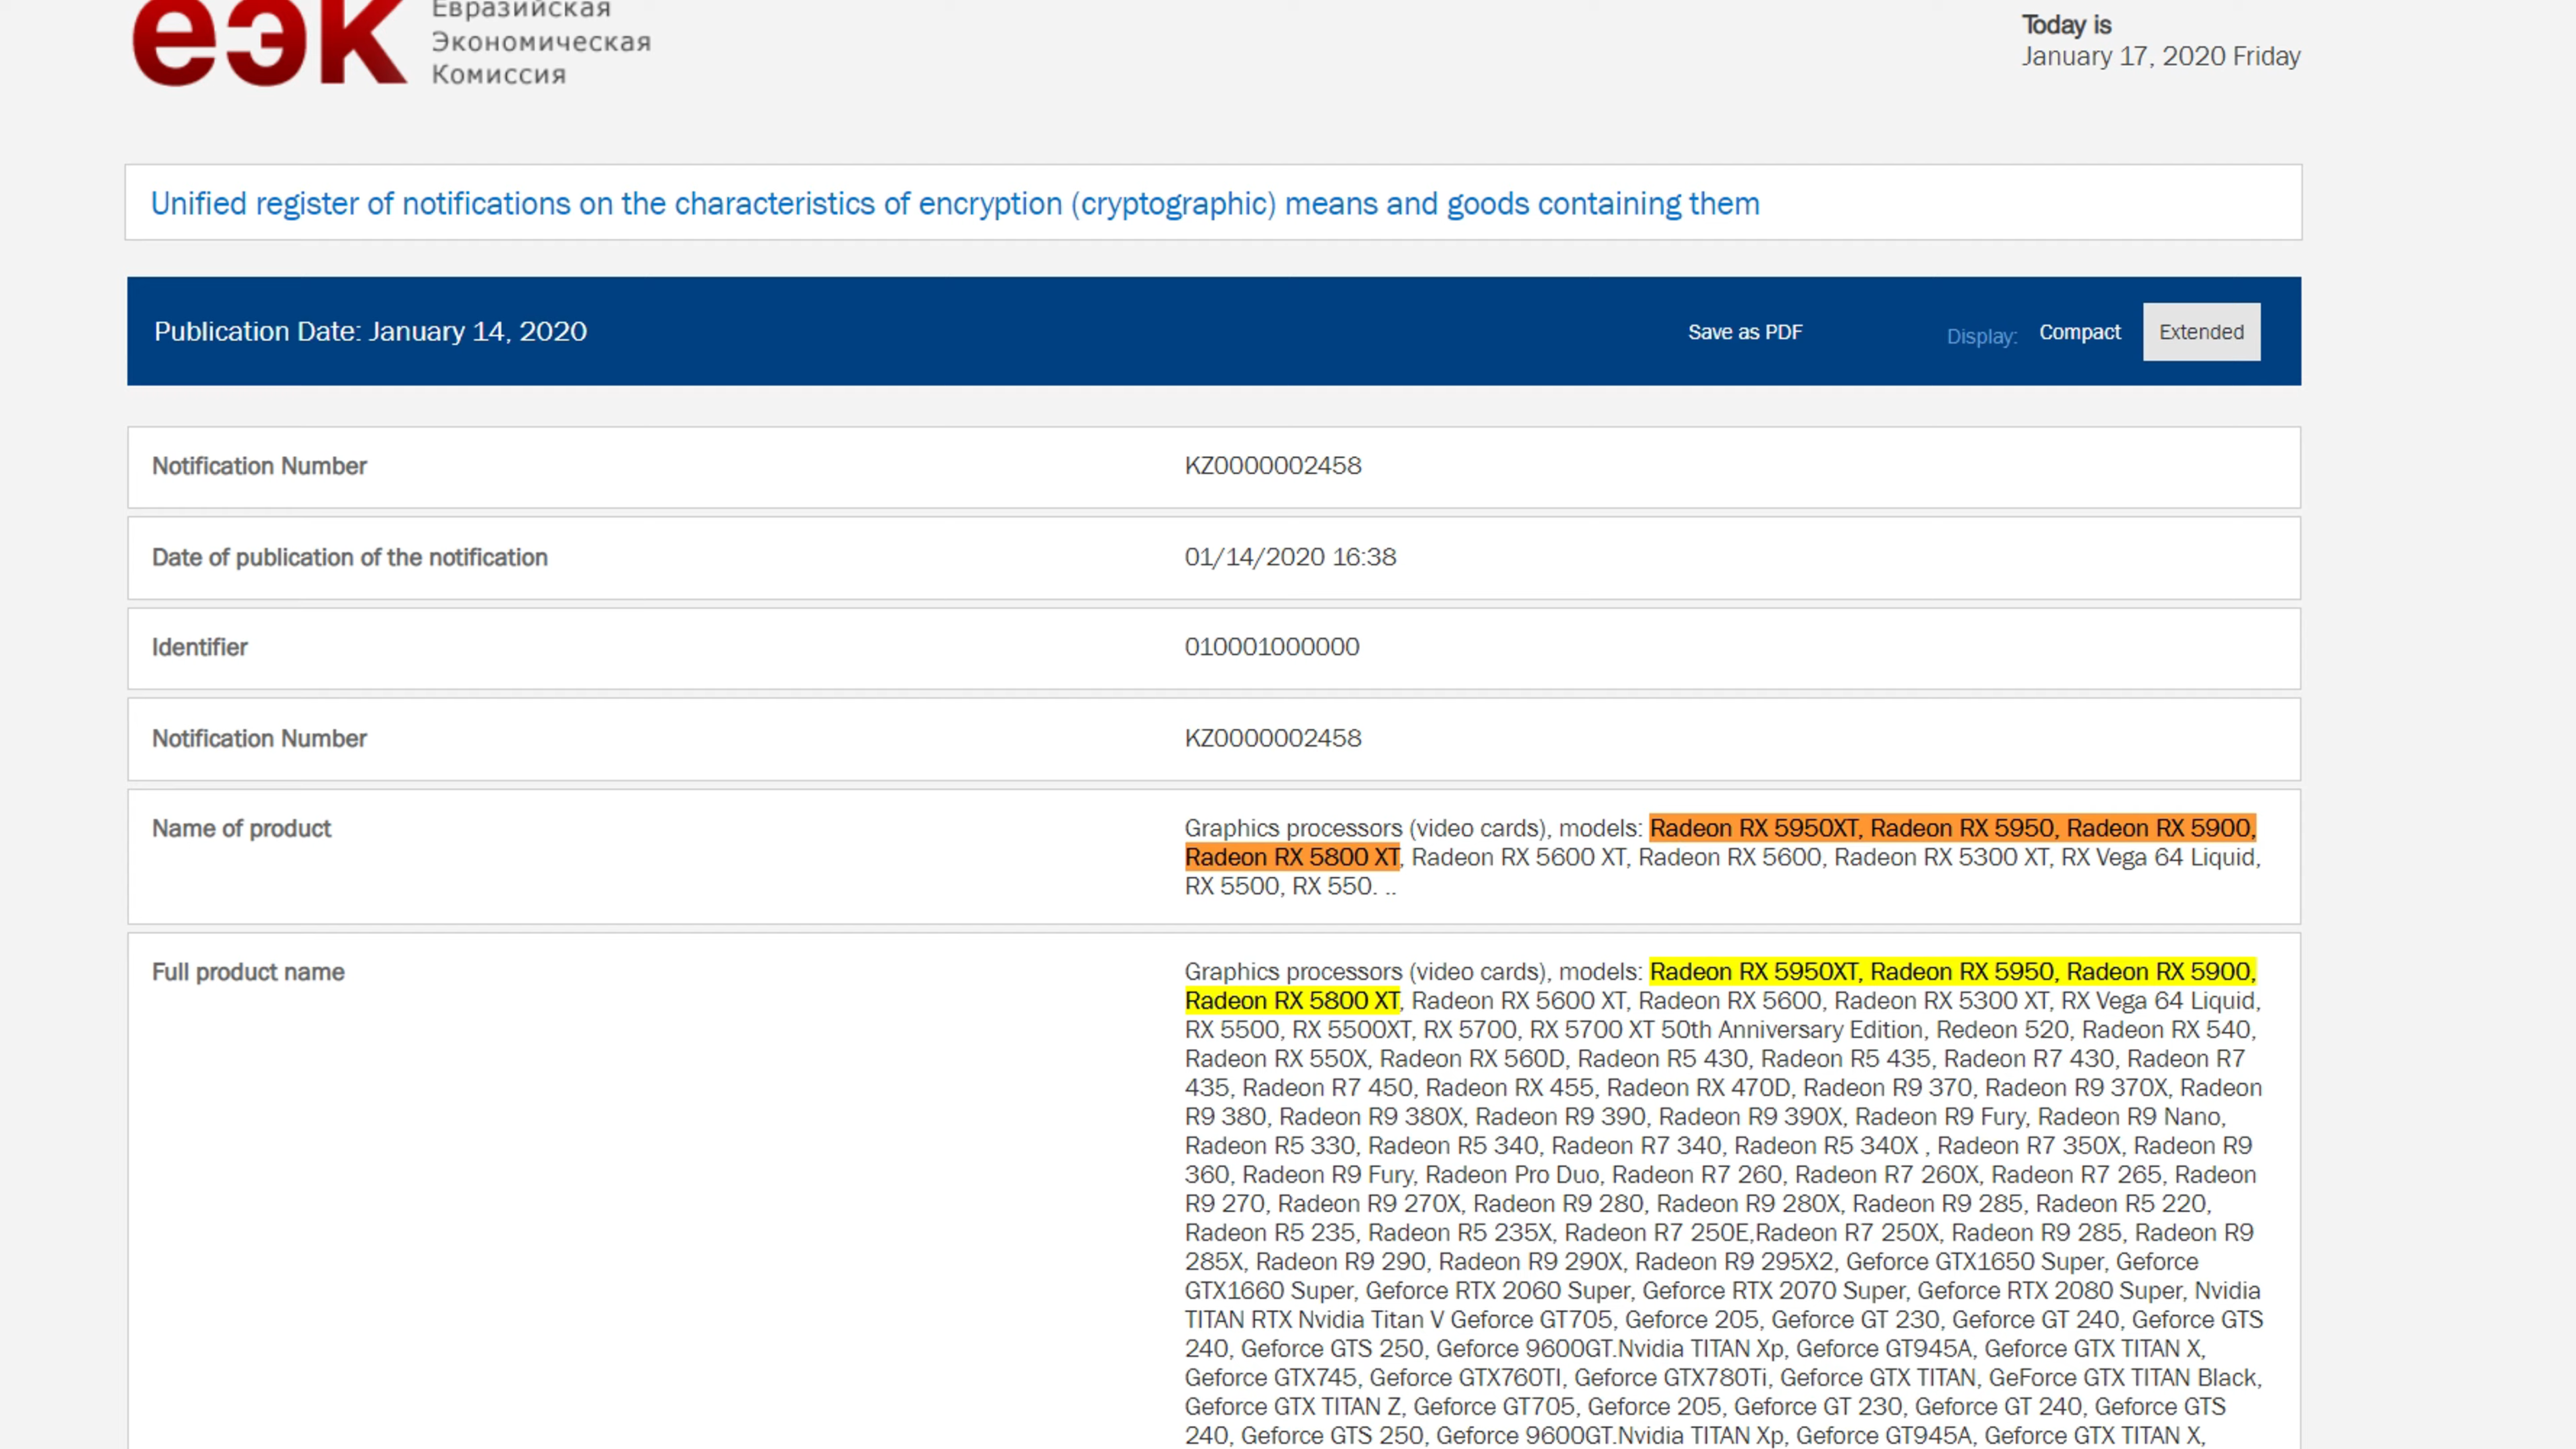 еэк
Евразийская
Экономическая
Комиссия
Today is
January 17, 2020 Friday
Unified register of notifications on the characteristics of encryption (cryptographic) means and goods containing them
Publication Date: January 14, 2020
Save as PDF
Display: Compact Extended
Notification Number KZ0000002458
Date of publication of the notification 01/14/2020 16:38
Identifier 010001000000
Notification Number KZ0000002458
Name of product Graphics processors (video cards), models: Radeon RX 5950XT, Radeon RX 5950, Radeon RX 5900,
Radeon RX 5800 XT, Radeon RX 5600 XT, Radeon RX 5600, Radeon RX 5300 XT, RX Vega 64 Liquid,
RX 5500, RX 550. ..
Full product name Graphics processors (video cards), models: Radeon RX 5950XT, Radeon RX 5950, Radeon RX 5900,
Radeon RX 5800 XT, Radeon RX 5600 XT, Radeon RX 5600, Radeon RX 5300 XT, RX Vega 64 Liquid,
RX 5500, RX 5500XT, RX 5700, RX 5700 XT 50th Anniversary Edition, Redeon 520, Radeon RX 540,
Radeon RX 550X, Radeon RX 560D, Radeon R5 430, Radeon R5 435, Radeon R7 430, Radeon R7
435, Radeon R7 450, Radeon RX 455, Radeon RX 470D, Radeon R9 370, Radeon R9 370X, Radeon
R9 380, Radeon R9 380X, Radeon R9 390, Radeon R9 390X, Radeon R9 Fury, Radeon R9 Nano,
Radeon R5 330, Radeon R5 340, Radeon R7 340, Radeon R5 340X , Radeon R7 350X, Radeon R9
360, Radeon R9 Fury, Radeon Pro Duo, Radeon R7 260, Radeon R7 260X, Radeon R7 265, Radeon
R9 270, Radeon R9 270X, Radeon R9 280, Radeon R9 280X, Radeon R9 285, Radeon R5 220,
Radeon R5 235, Radeon R5 235X, Radeon R7 250E,Radeon R7 250X, Radeon R9 285, Radeon R9
285X, Radeon R9 290, Radeon R9 290X, Radeon R9 295X2, Geforce GTX1650 Super, Geforce
GTX1660 Super, Geforce RTX 2060 Super, Geforce RTX 2070 Super, Geforce RTX 2080 Super, Nvidia
TITAN RTX Nvidia Titan V Geforce GT705, Geforce 205, Geforce GT 230, Geforce GT 240, Geforce GTS
240, Geforce GTS 250, Geforce 9600GT.Nvidia TITAN Xp, Geforce GT945A, Geforce GTX TITAN X,
Geforce GTX745, Geforce GTX760TI, Geforce GTX780Ti, Geforce GTX TITAN, GeForce GTX TITAN Black,
Geforce GTX TITAN Z, Geforce GT705, Geforce 205, Geforce GT 230, Geforce GT 240, Geforce GTS
240, Geforce GTS 250, Geforce 9600GT.Nvidia TITAN Xp, Geforce GT945A, Geforce GTX TITAN X,